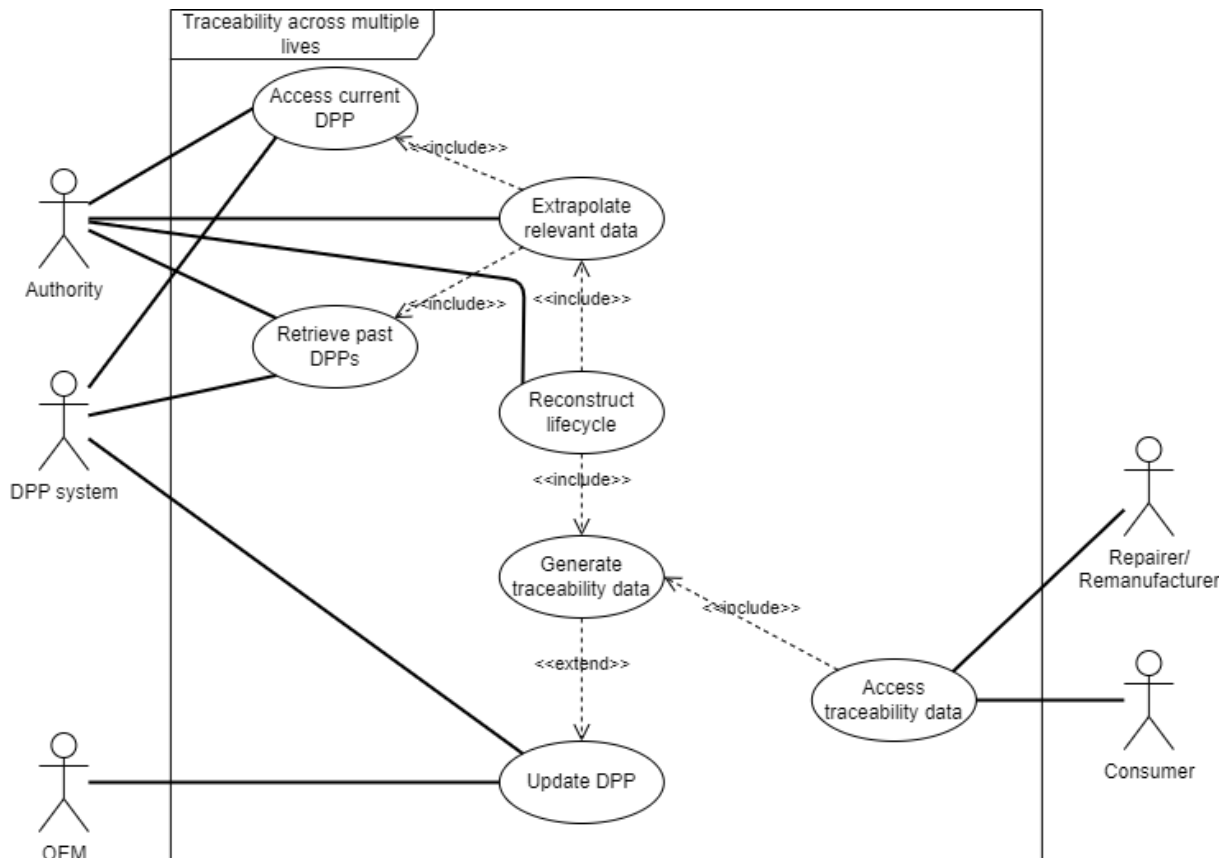 Traceability across multiple
lives
Access current
DPP
<<include>>
Extrapolate
relevant data
Authority
<<include>>
<<include>>
Retrieve past
DPPs
Reconstruct
lifecycle
DPP system
<<include>>
Generate
traceability data
Repairer/
Remanufacturer
<<include>>
<<extend>>
Access
traceability data
Update DPP
Consumer
OEM